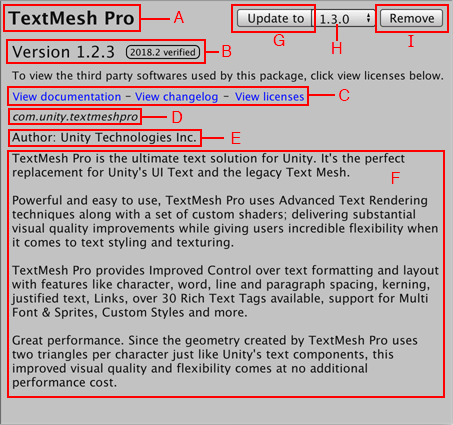 TextMesh Pro A Update to 1.3.0 Remove
G H I
Version 1.2.3 2018.2 verified B
To view the third party softwares used by this package, click view licenses below.
View documentation - View changelog - View licenses C
com.unity.textmeshpro D
Author: Unity Technologies Inc. E
TextMesh Pro is the ultimate text solution for Unity. It's the perfect F
replacement for Unity's UI Text and the legacy Text Mesh.
Powerful and easy to use, TextMesh Pro uses Advanced Text Rendering
techniques along with a set of custom shaders; delivering substantial
visual quality improvements while giving users incredible flexibility when
it comes to text styling and texturing.
TextMesh Pro provides Improved Control over text formatting and layout
with features like character, word, line and paragraph spacing, kerning,
justified text, Links, over 30 Rich Text Tags available, support for Multi
Font & Sprites, Custom Styles and more.
Great performance. Since the geometry created by TextMesh Pro uses
two triangles per character just like Unity's text components, this
improved visual quality and flexibility comes at no additional
performance cost.